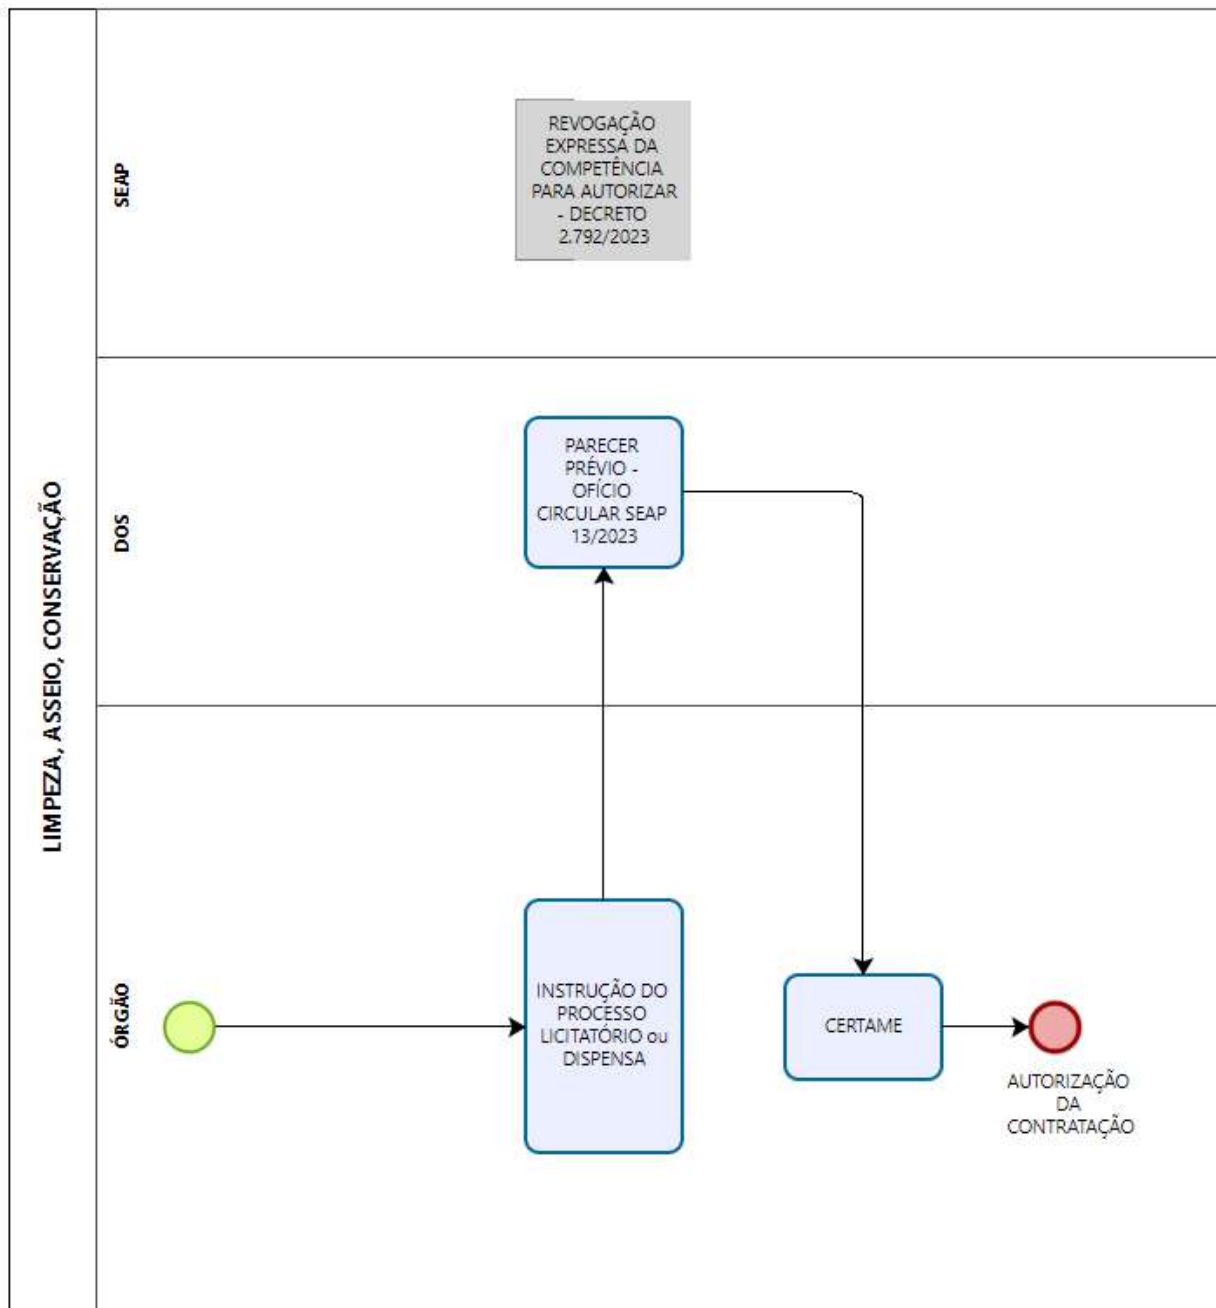 LIMPEZA, ASSEIO, CONSERVAÇÃO
SEAP
REVOGAÇÃO
EXPRESSA DA
COMPETÊNCIA
PARA AUTORIZAR
- DECRETO
2.792/2023
DOS
PARECER
PRÉVIO -
OFÍCIO
CIRCULAR SEAP
13/2023
ÓRGÃO
INSTRUÇÃO DO
PROCESSO
LICITATÓRIO ou
DISPENSA
CERTAME
AUTORIZAÇÃO
DA
CONTRATAÇÃO